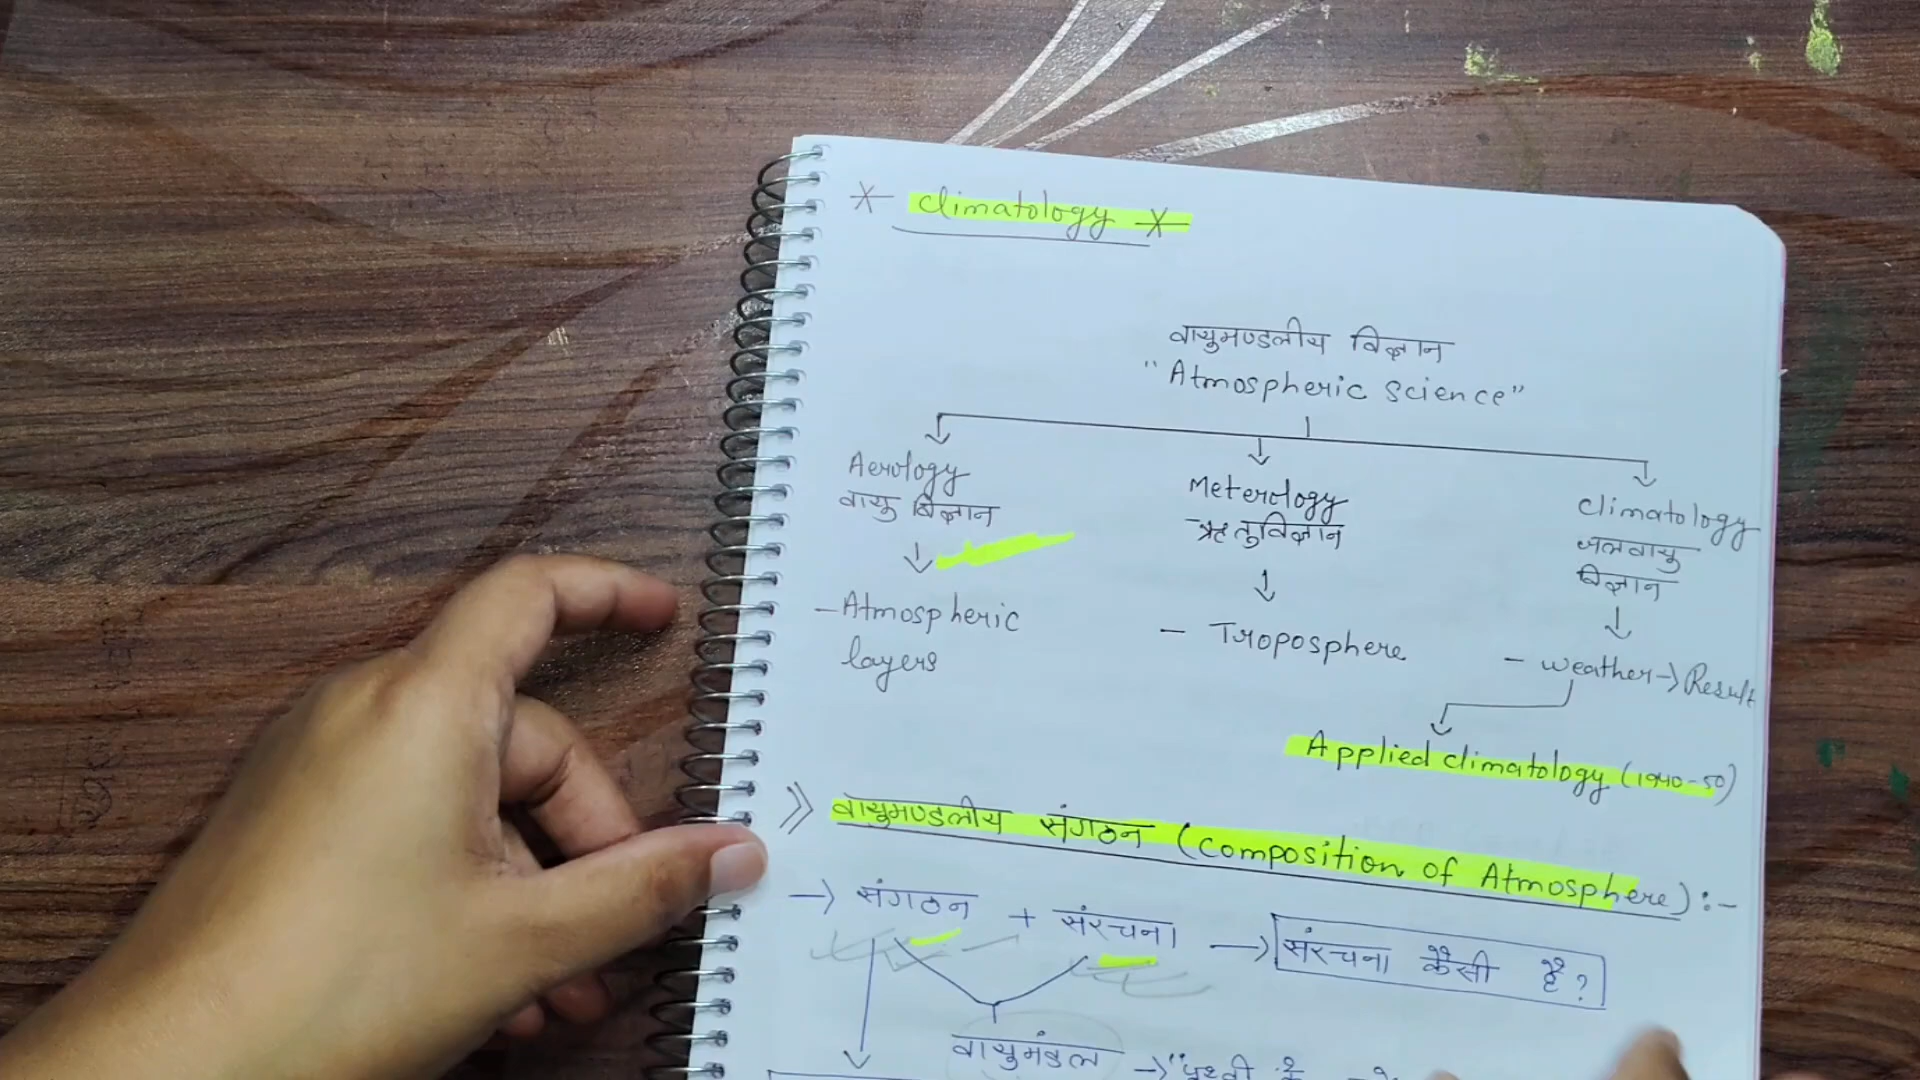 * Climatology *
वायुमण्डलीय विज्ञान
"Atmospheric Science"
Aerology
वायु विज्ञान
- Atmospheric
layers
Meterology
- ऋतुविज्ञान
- Troposphere
Climatology
जलवायु
विज्ञान
- weather → Result
Applied climatology (1940-50)
» वायुमण्डलीय संगठन (Composition of Atmosphere) :-
→ संगठन + संरचना → संरचना कैसी है?
वायुमंडल → "पृथ्वी के